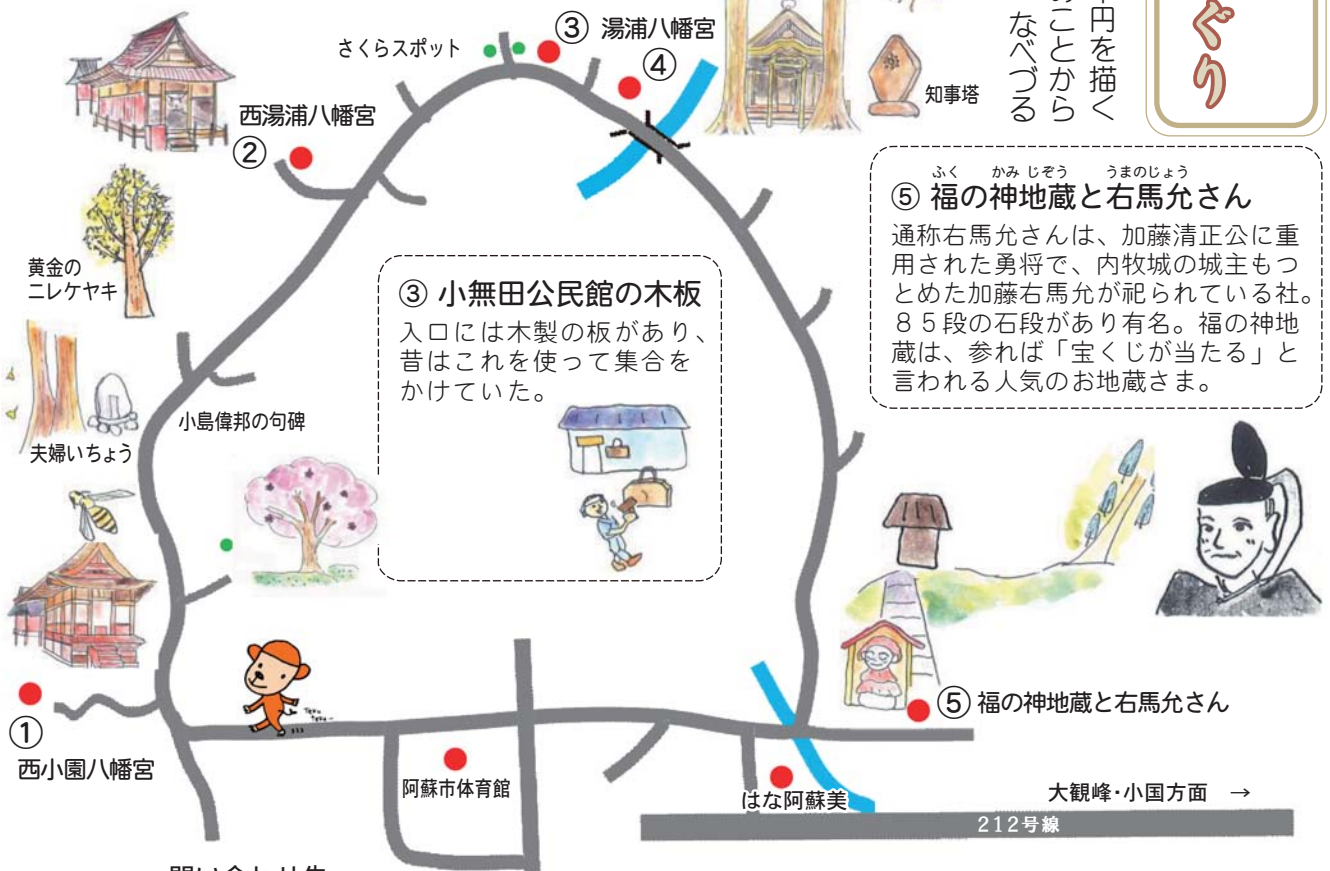 ぐり
円を描く
ことから
なべづる
さくらスポット
③ 湯浦八幡宮
④
知事塔
西湯浦八幡宮
②
黄金の
ニレケヤキ
夫婦いちょう
小島偉邦の句碑
③ 小無田公民館の木板
入口には木製の板があり、
昔はこれを使って集合を
かけていた。
ふく かみ じぞう うまのじょう
⑤ 福の神地蔵と右馬允さん
通称右馬允さんは、加藤清正公に重
用された勇将で、内牧城の城主もつ
とめた加藤右馬允が祀られている社。
85段の石段があり有名。福の神地
蔵は、参れば「宝くじが当たる」と
言われる人気のお地蔵さま。
①
西小園八幡宮
Teku
teku~
阿蘇市体育館
はな阿蘇美
⑤ 福の神地蔵と右馬允さん
大観峰・小国方面 →
212号線